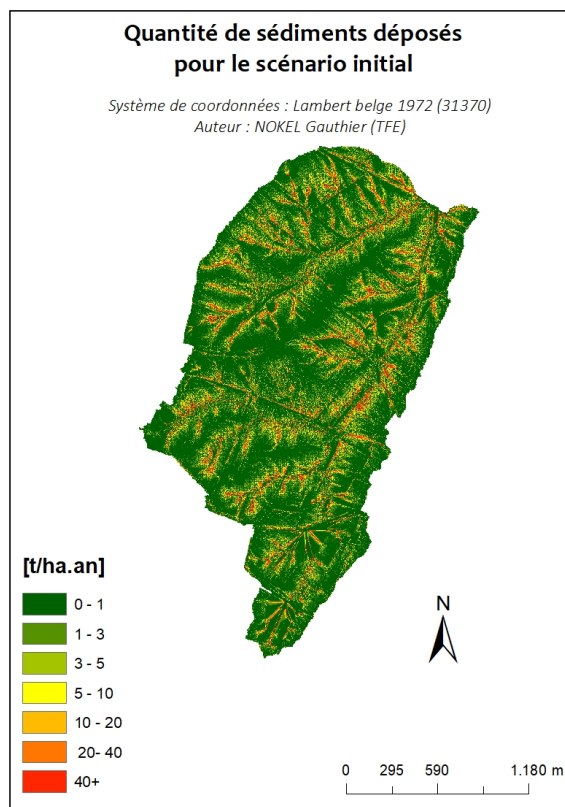 Quantité de sédiments déposés
pour le scénario initial
Système de coordonnées : Lambert belge 1972 (31370)
Auteur : NOKEL Gauthier (TFE)
[t/ha.an]
0 - 1
1 - 3
3 - 5
5 - 10
10 - 20
20- 40
40+
N
0 295 590 1.180 m